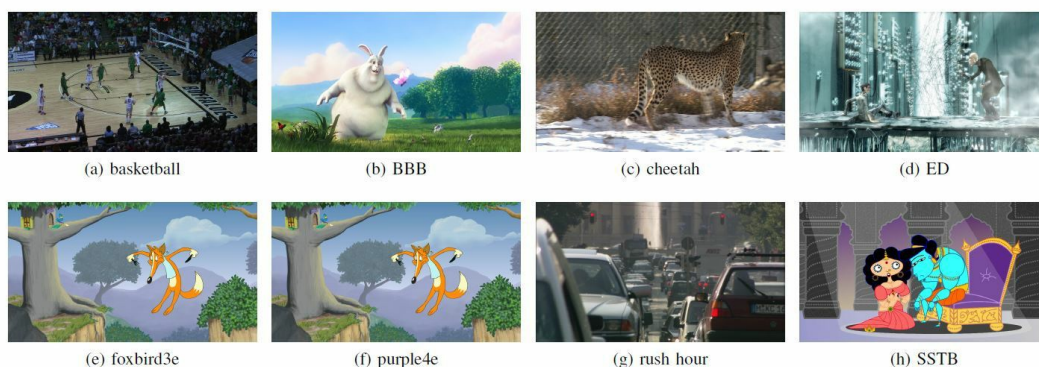 (a) basketball
(b) BBB
(c) cheetah
(d) ED
(e) foxbird3e
(f) purple4e
(g) rush hour
(h) SSTB